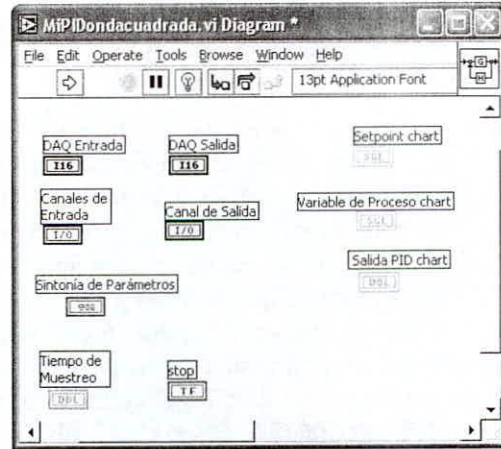 MiPIDondacuadrada.vi Diagram *
File Edit Operate Tools Browse Window Help
13pt Application Font
DAQ Entrada
I16
DAQ Salida
I16
Setpoint chart
Canales de
Entrada
I/O
Canal de Salida
I/O
Variable de Proceso chart
Sintonía de Parámetros
Salida PID chart
DBL
Tiempo de
Muestreo
DBL
stop
TF